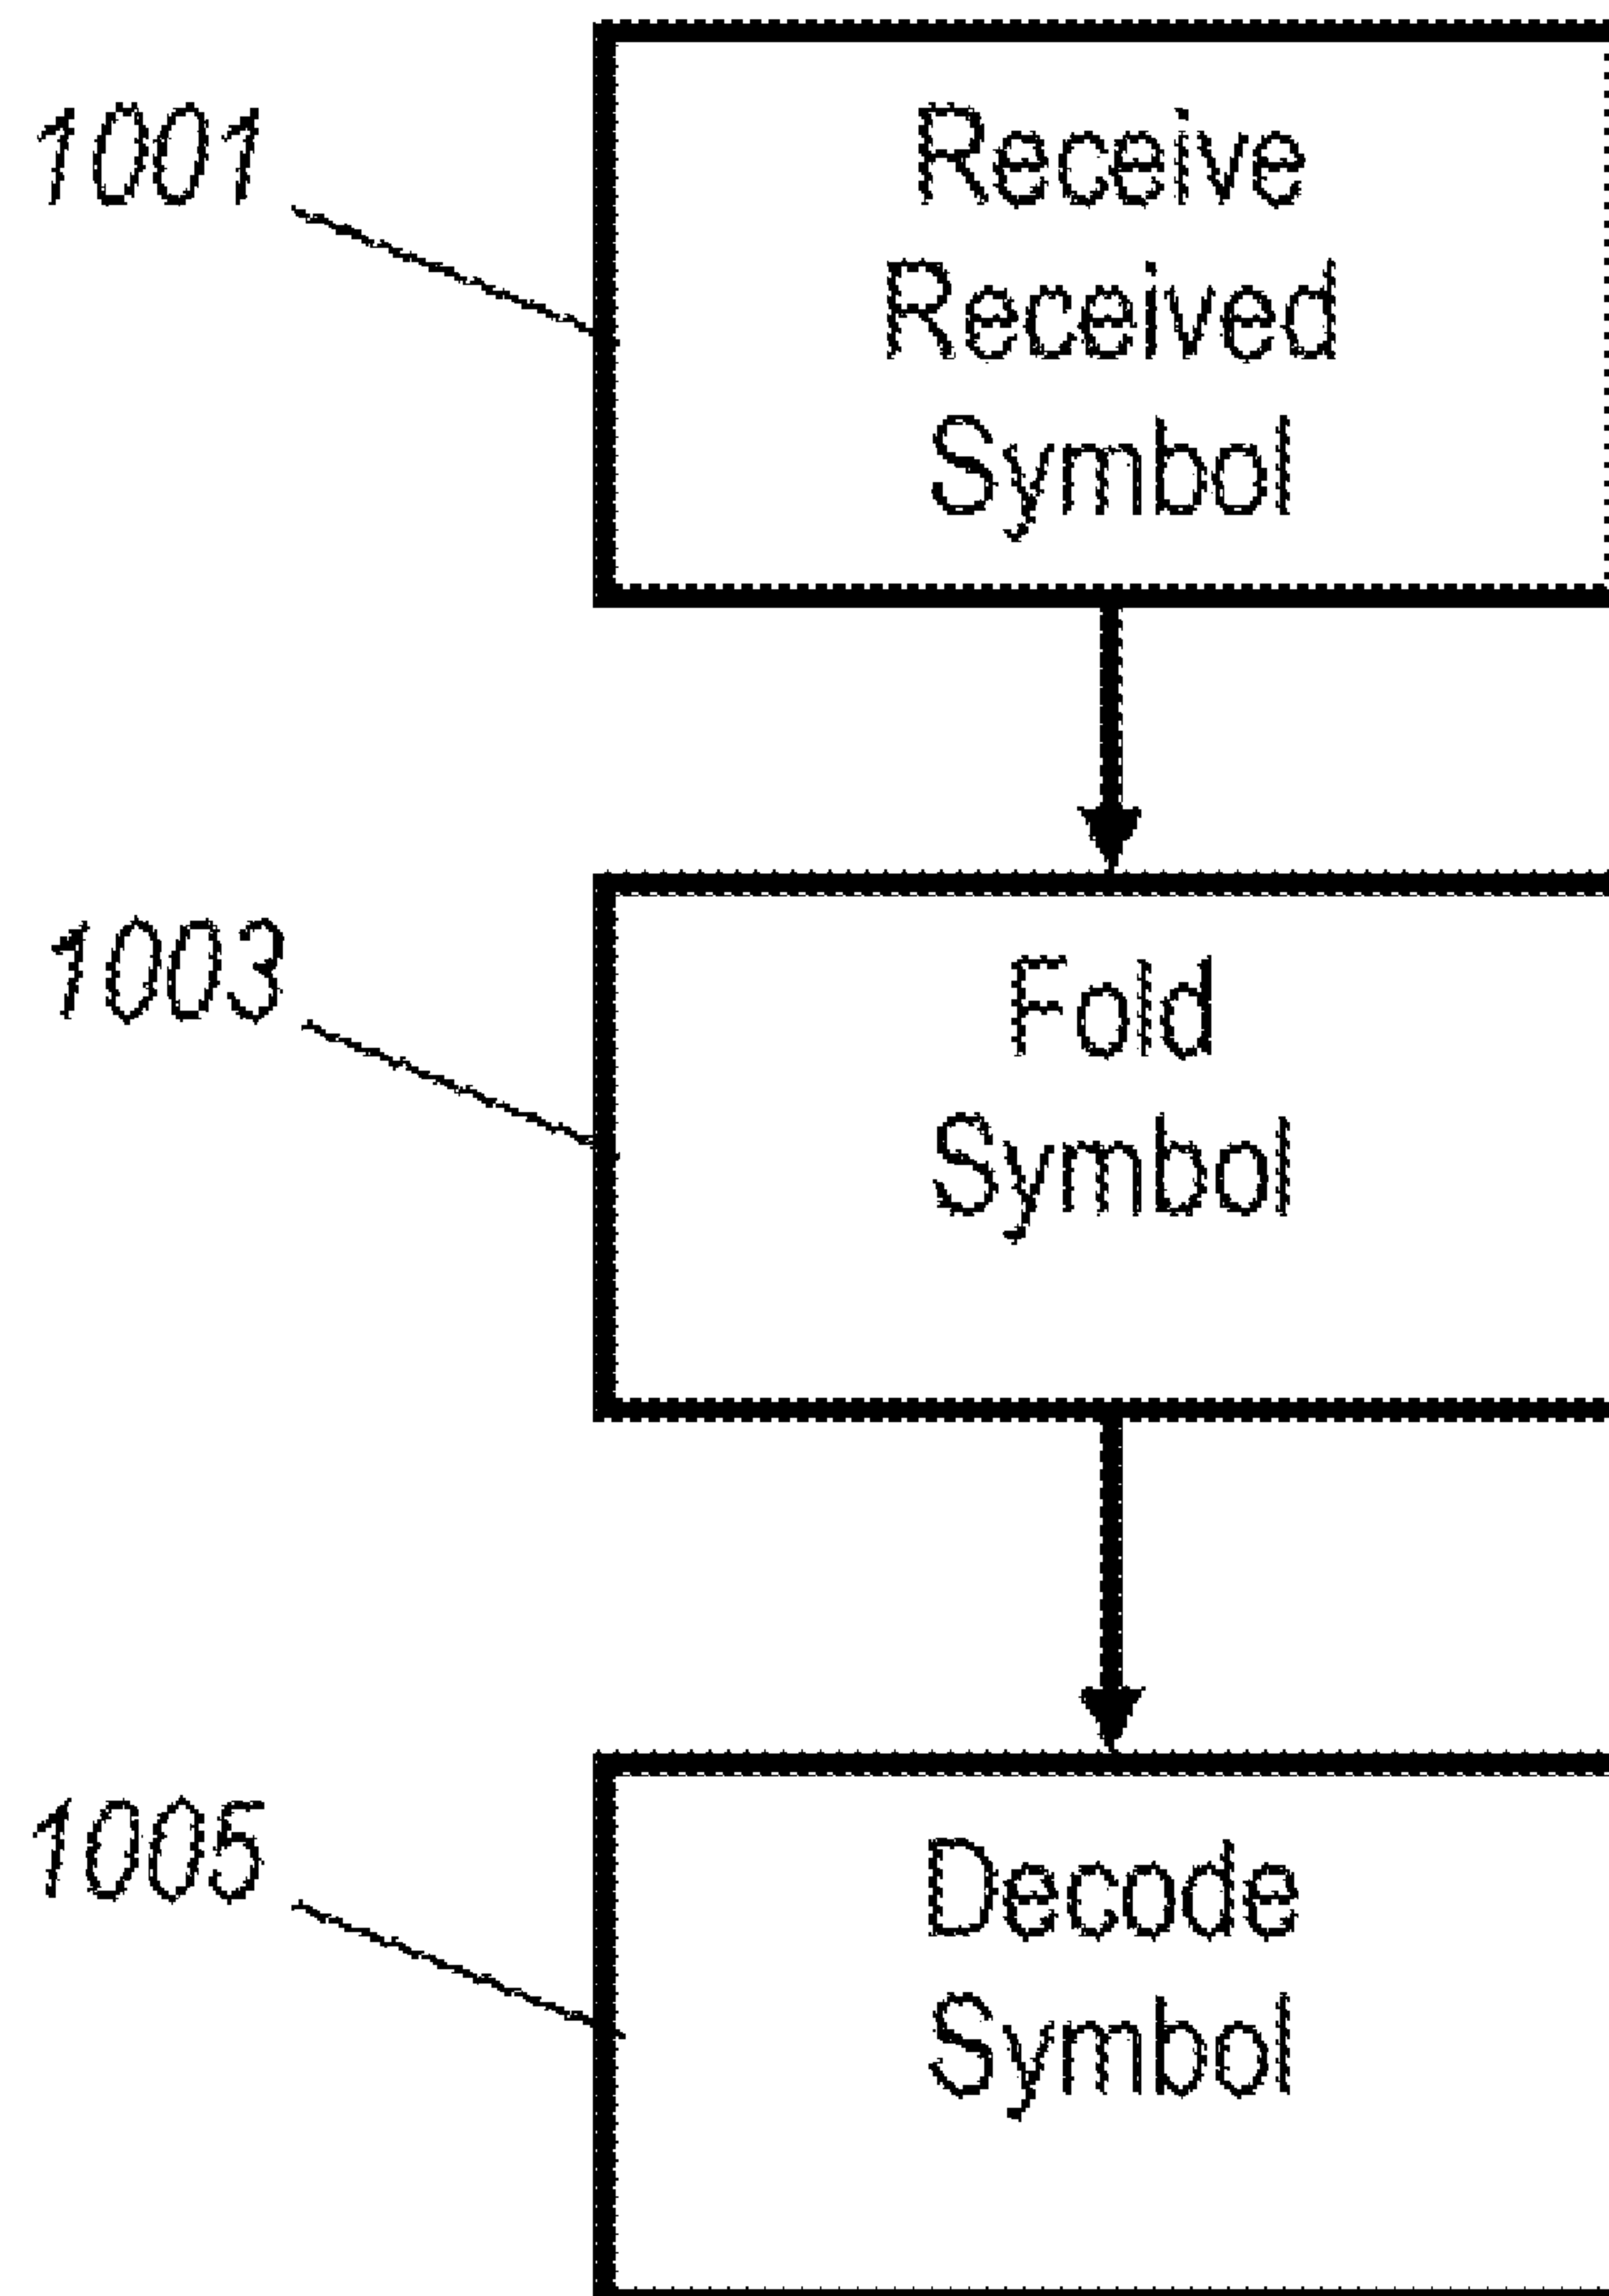 1001
Receive
Received
Symbol
1003
Fold
Symbol
1005
Decode
Symbol